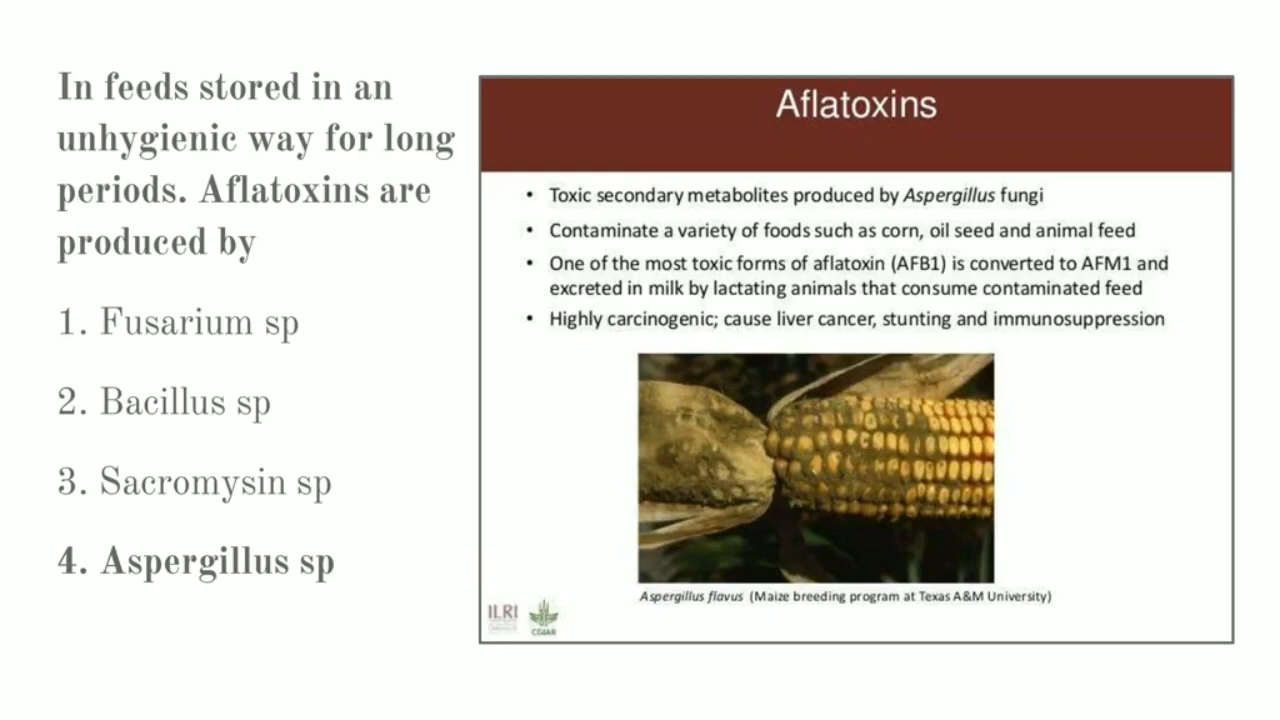 In feeds stored in an
unhygienic way for long
periods. Aflatoxins are
produced by
1. Fusarium sp
2. Bacillus sp
3. Sacromysin sp
4. Aspergillus sp
Aflatoxins
• Toxic secondary metabolites produced by Aspergillus fungi
• Contaminate a variety of foods such as corn, oil seed and animal feed
• One of the most toxic forms of aflatoxin (AFB1) is converted to AFM1 and
excreted in milk by lactating animals that consume contaminated feed
• Highly carcinogenic; cause liver cancer, stunting and immunosuppression
Aspergillus flavus (Maize breeding program at Texas A&M University)
ILRI
CGIAR